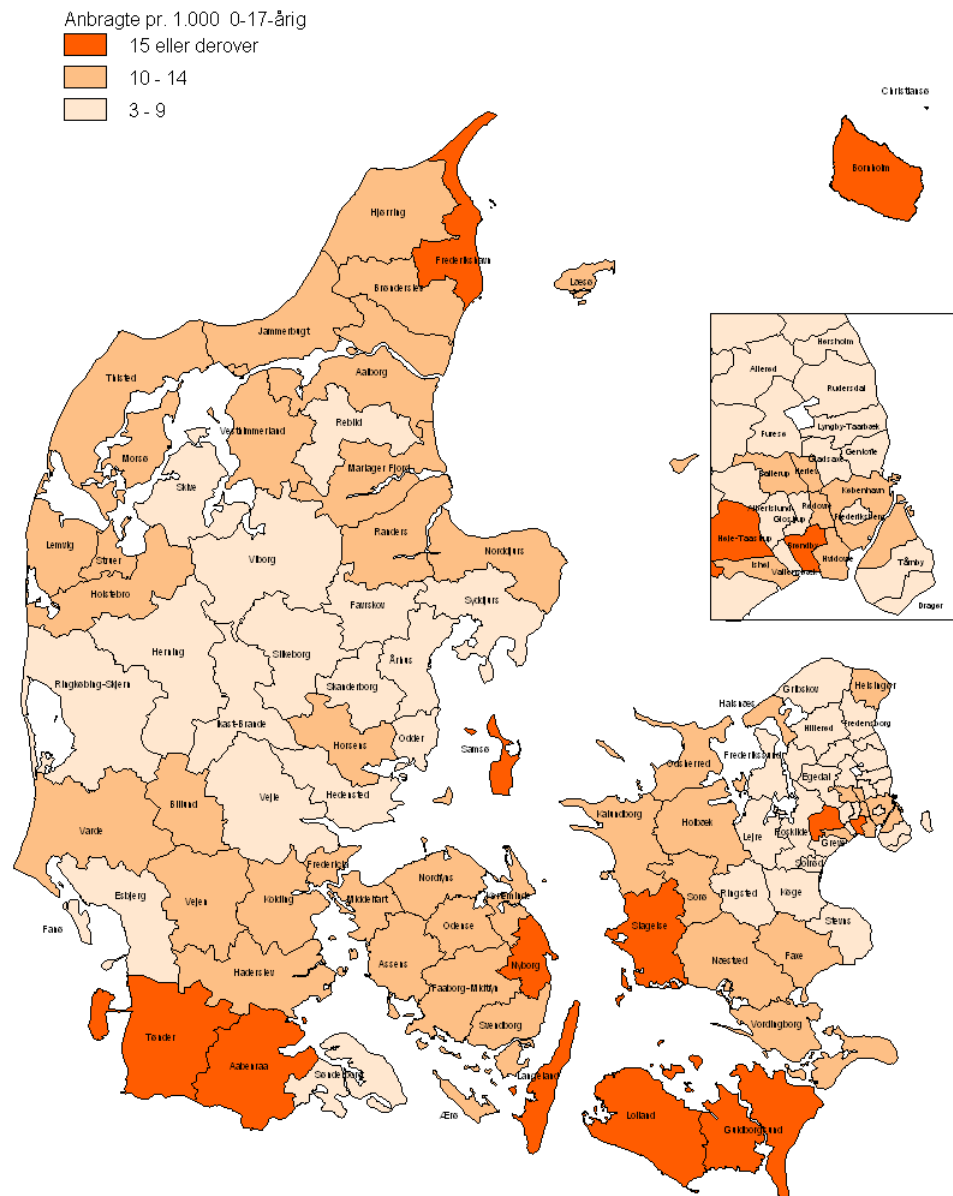 Anbragte pr. 1.000 0-17-årig
15 eller derover
10 - 14
3 - 9
Christiansø
Bornholm
Hjørring
Frederikshavn
Læsø
Brønderslev
Jammerbugt
Thisted
Aalborg
Rebild
Vesthimmerland
Morsø
Mariager Fjord
Skive
Randers
Lemvig
Struer
Viborg
Norddjurs
Holstebro
Favrskov
Syddjurs
Herning
Silkeborg
Århus
Ringkøbing-Skjern
Skanderborg
Ikast-Brande
Horsens
Odder
Samsø
Hedensted
Vejle
Billund
Varde
Fredericia
Esbjerg
Vejen
Kolding
Fanø
Middelfart
Nordfyns
Kerteminde
Odense
Nyborg
Assens
Haderslev
Faaborg-Midtfyn
Svendborg
Tønder
Aabenraa
Sønderborg
Langeland
Ærø
Hørsholm
Allerød
Rudersdal
Lyngby-Taarbæk
Furesø
Gentofte
Gladsaxe
Ballerup
Herlev
København
Albertslund
Rødovre
Glostrup
Frederiksberg
Høje-Taastrup
Brøndby
Hvidovre
Ishøj
Vallensbæk
Tårnby
Dragør
Helsingør
Gribskov
Halsnæs
Hillerød
Fredensborg
Frederikssund
Odsherred
Egedal
Kalundborg
Holbæk
Lejre
Roskilde
Greve
Solrød
Sorø
Ringsted
Køge
Stevns
Slagelse
Næstved
Faxe
Vordingborg
Lolland
Guldborgsund